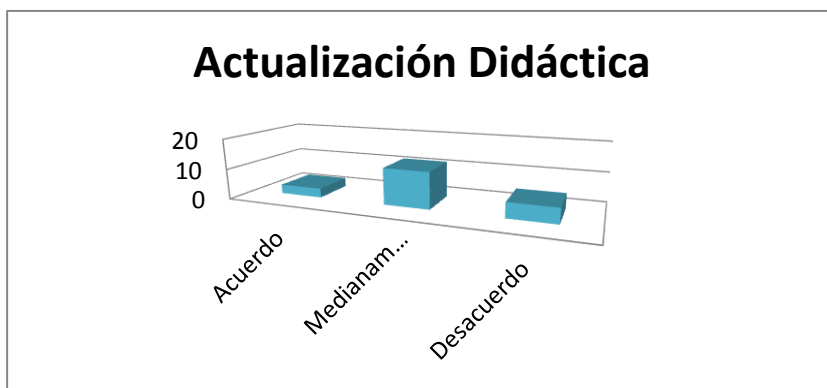 Actualización Didáctica
20
10
0
Acuerdo
Medianam...
Desacuerdo